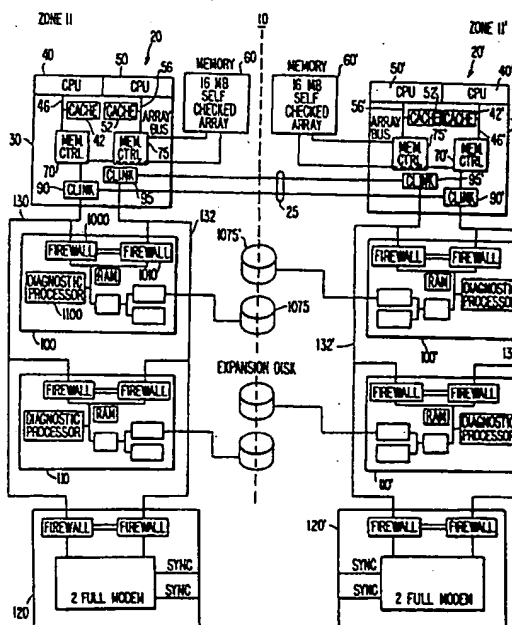 ZONE 11
10
ZONE 11'
20
20'
40
50
56
MEMORY
60
MEMORY
60'
50'
40'
CPU
CPU
16 MB
SELF
CHECKED
ARRAY
16 MB
SELF
CHECKED
ARRAY
CPU
CPU
46
CACHE
CACHE
52
42
ARRAY
BUS
56'
52'
CACHE
CACHE
42'
46'
ARRAY
BUS
30
MEM
CTRL
MEM
CTRL
70
75
MEM
CTRL
MEM
CTRL
75'
70'
90
CLINK
CLINK
95
25
CLINK
CLINK
95'
90'
130
1000
132
FIREWALL
FIREWALL
1010
RAM
DIAGNOSTIC
PROCESSOR
1100
100
1075'
1075
FIREWALL
FIREWALL
RAM
DIAGNOSTIC
PROCESSOR
100'
132'
13
EXPANSION DISK
FIREWALL
FIREWALL
RAM
DIAGNOSTIC
PROCESSOR
110
FIREWALL
FIREWALL
RAM
DIAGNOSTIC
PROCESSOR
110'
FIREWALL
FIREWALL
SYNC
SYNC
2 FULL MODEM
120
120'
FIREWALL
FIREWALL
SYNC
SYNC
2 FULL MODEM